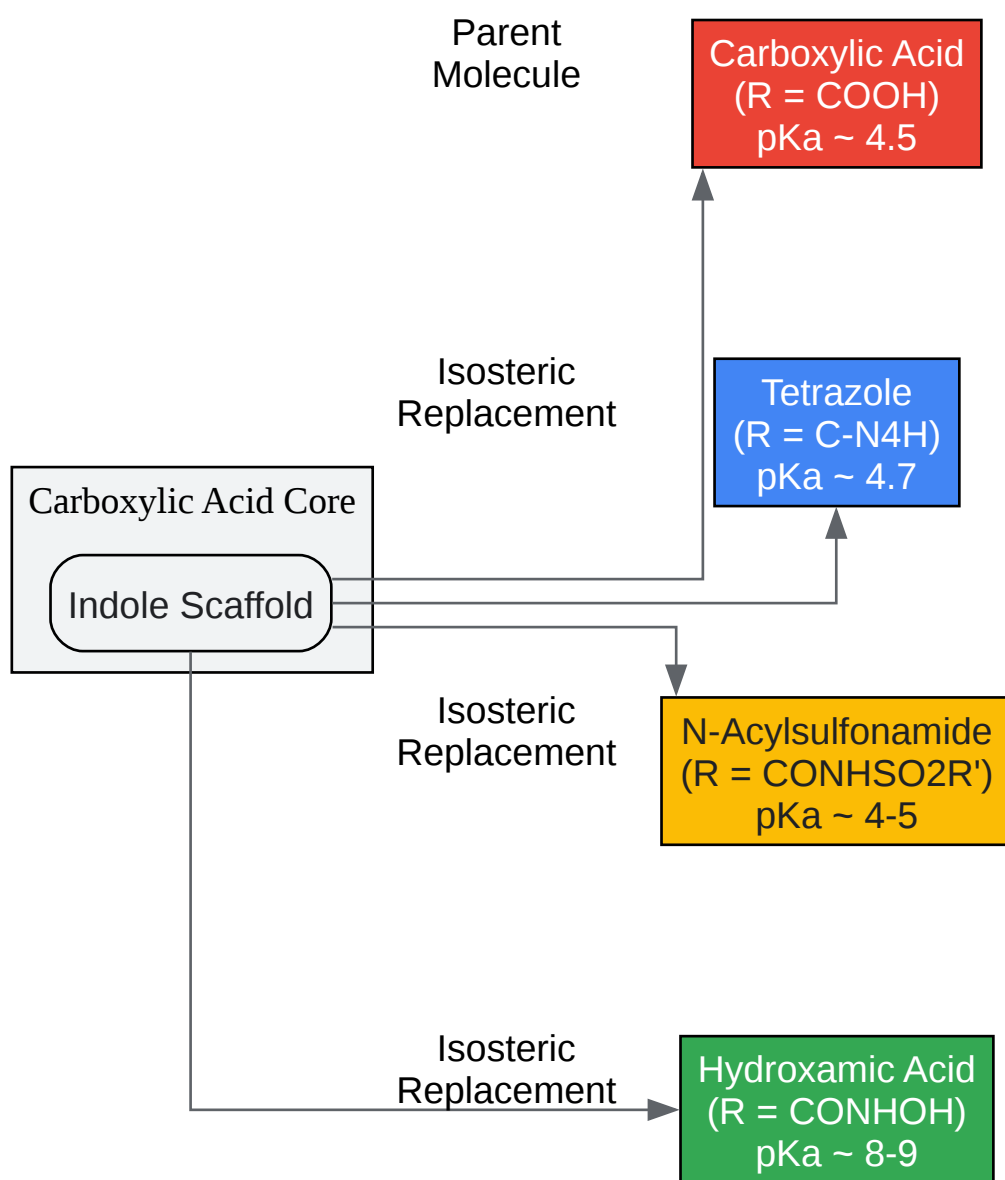 Parent
Molecule
Carboxylic Acid
(R = COOH)
pKa ~ 4.5
Isosteric
Replacement
Tetrazole
(R = C-N4H)
pKa ~ 4.7
Carboxylic Acid Core
Indole Scaffold
Isosteric
Replacement
N-Acylsulfonamide
(R = CONHSO2R')
pKa ~ 4-5
Isosteric
Replacement
Hydroxamic Acid
(R = CONHOH)
pKa ~ 8-9